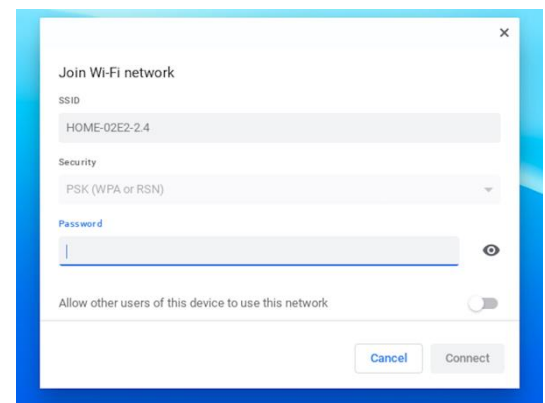 Join Wi-Fi network
SSID
HOME-02E2-2.4
Security
PSK (WPA or RSN)
Password
Allow other users of this device to use this network
Cancel
Connect